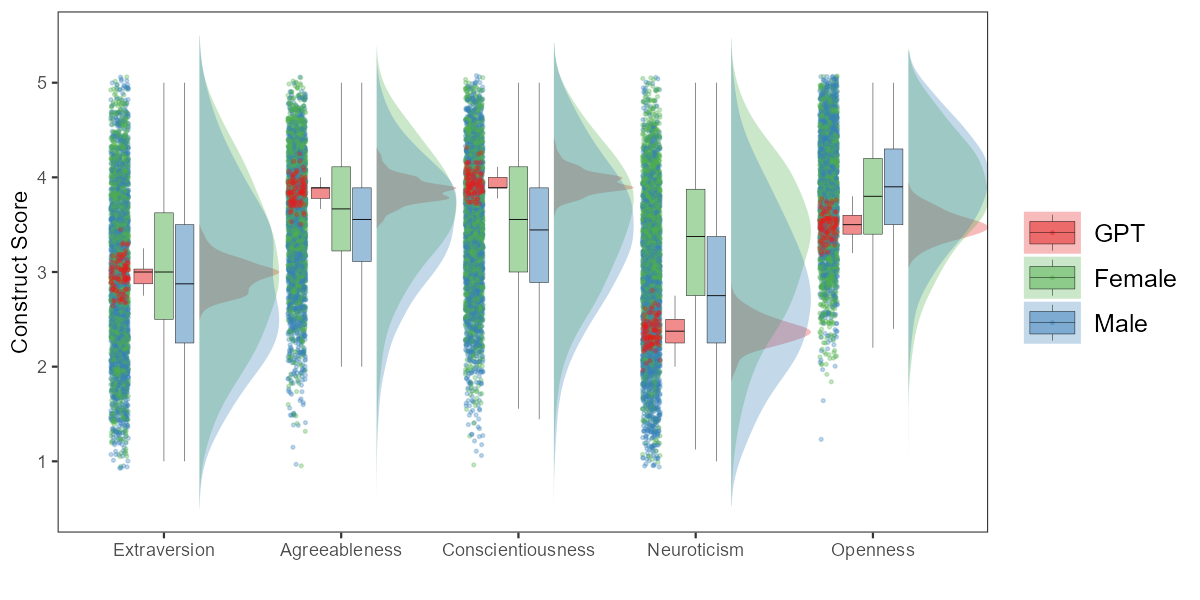 Construct Score
5
4
3
2
1
Extraversion
Agreeableness
Conscientiousness
Neuroticism
Openness
GPT
Female
Male